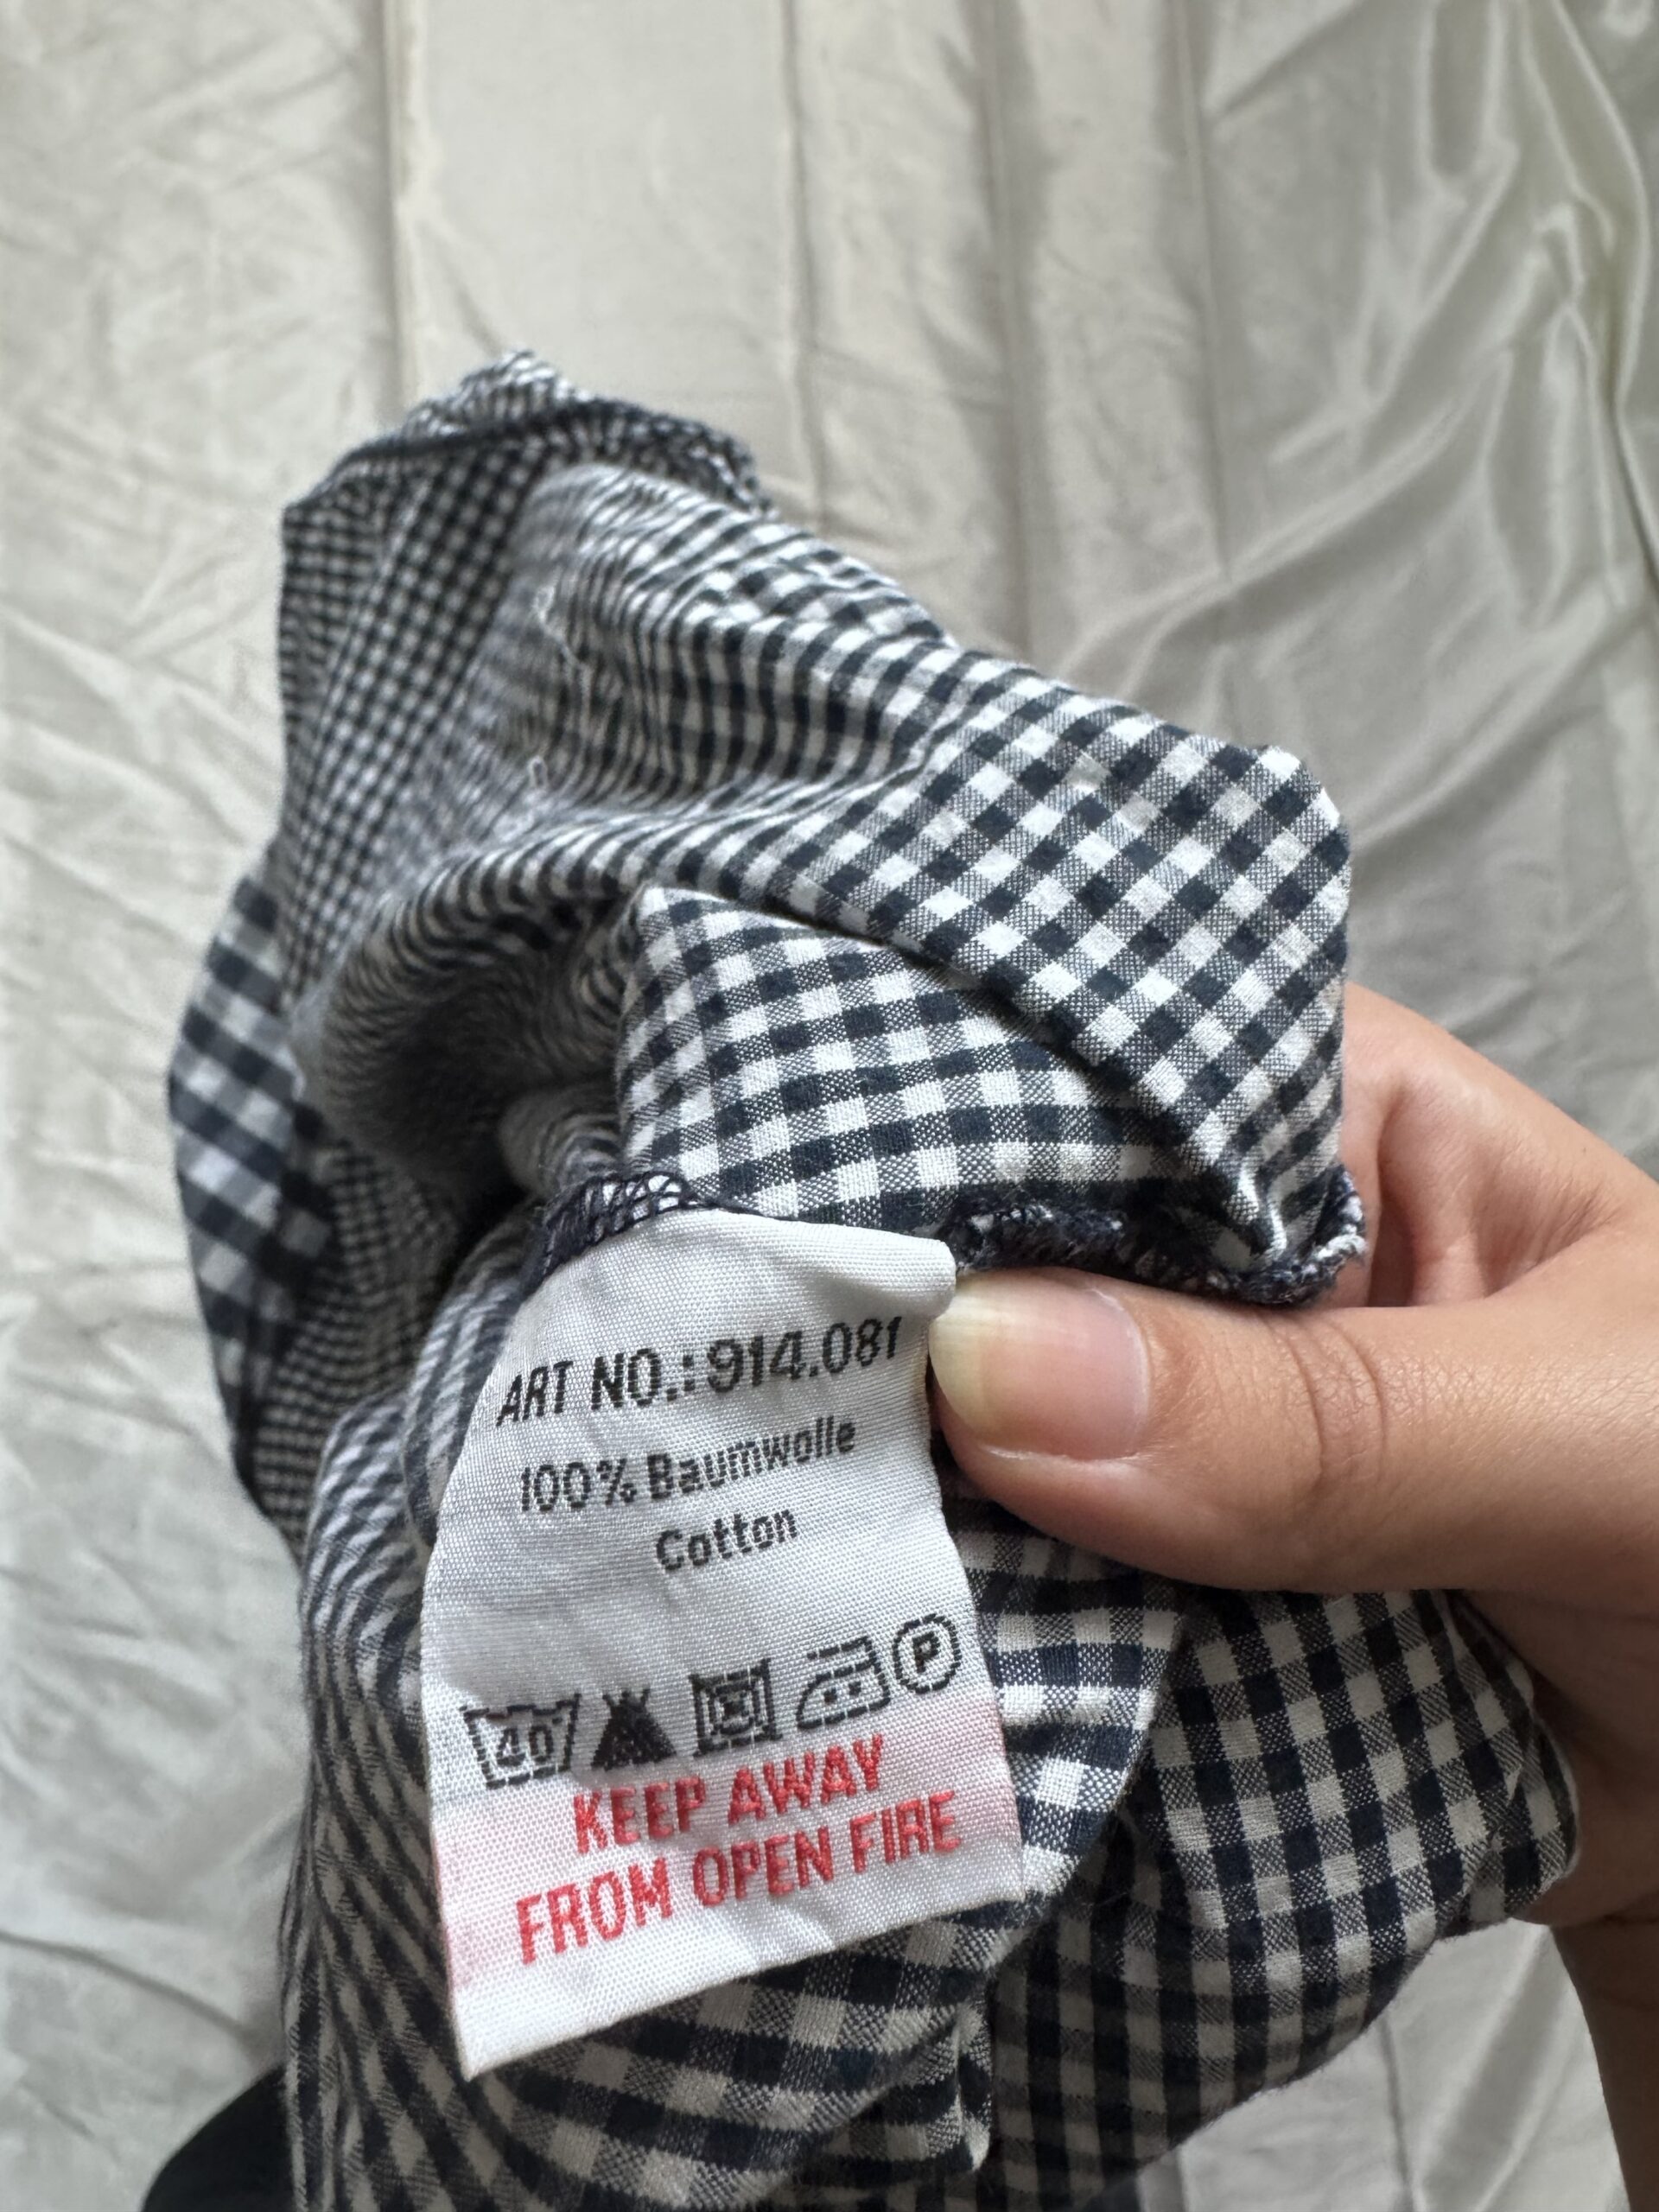 ART NO.:914.081
100% Baumwolle
Cotton
40° P
KEEP AWAY
FROM OPEN FIRE